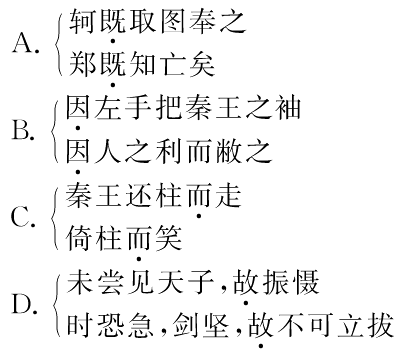 A.
轲既取图奉之
郑既知亡矣
B.
因左手把秦王之袖
因人之利而敝之
C.
秦王还柱而走
倚柱而笑
D.
未尝见天子,故振慑
时恐急,剑坚,故不可立拔